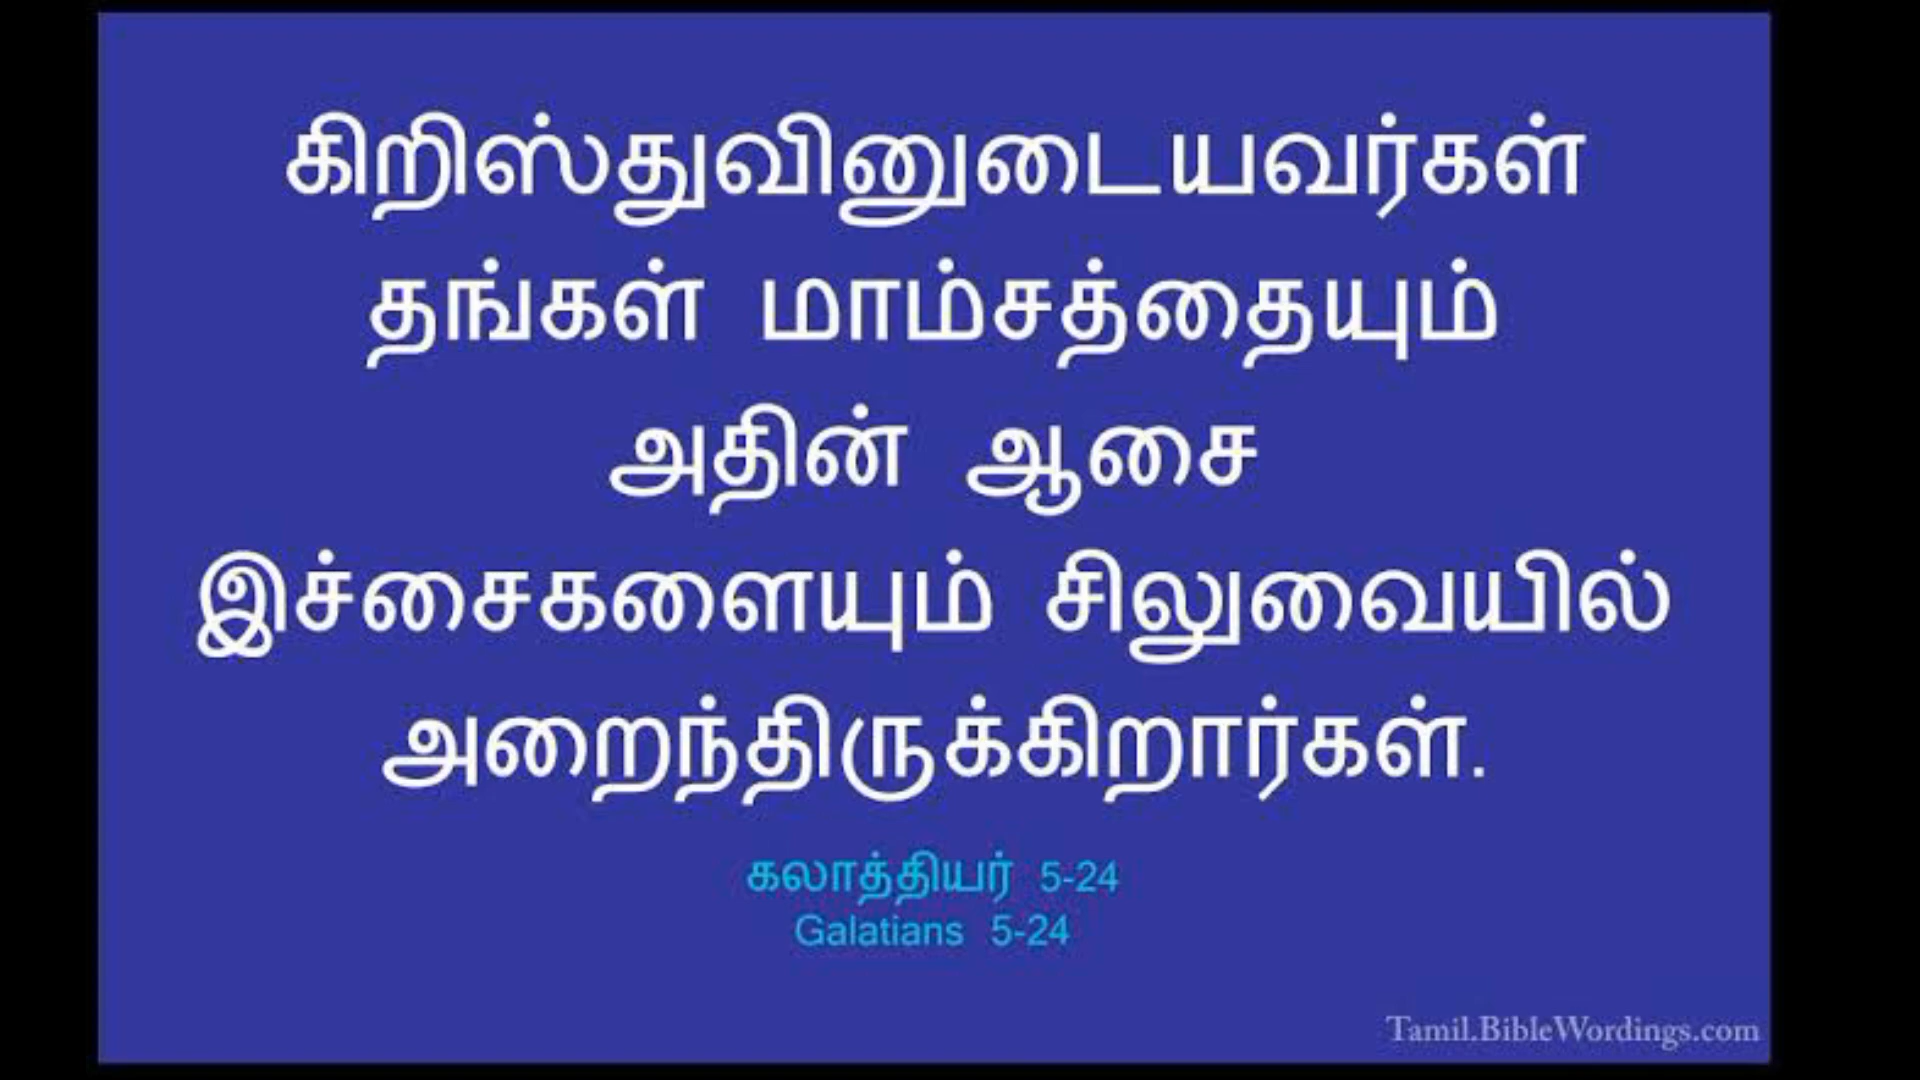 கிறிஸ்துவினுடையவர்கள்
தங்கள் மாம்சத்தையும்
அதின் ஆசை
இச்சைகளையும் சிலுவையில்
அறைந்திருக்கிறார்கள்.
கலாத்தியர் 5-24
Galatians 5-24
Tamil.BibleWordings.com